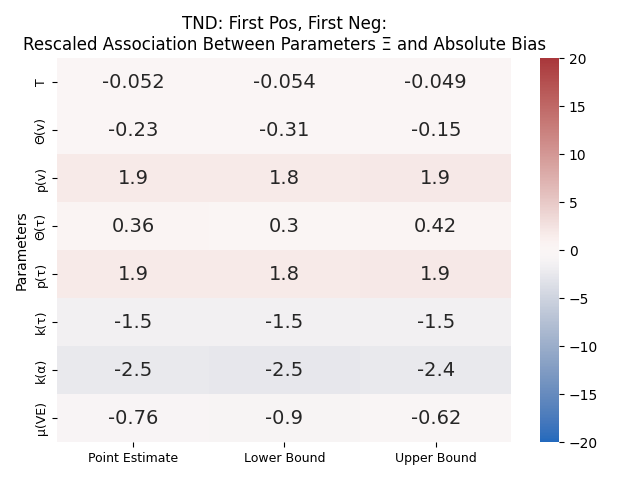 TND: First Pos, First Neg:
Rescaled Association Between Parameters Ξ and Absolute Bias
Parameters
T -0.052 -0.054 -0.049
Θ(v) -0.23 -0.31 -0.15
p(v) 1.9 1.8 1.9
Θ(τ) 0.36 0.3 0.42
p(τ) 1.9 1.8 1.9
k(τ) -1.5 -1.5 -1.5
k(α) -2.5 -2.5 -2.4
μ(VE) -0.76 -0.9 -0.62
Point Estimate Lower Bound Upper Bound
20
15
10
5
0
−5
−10
−15
−20